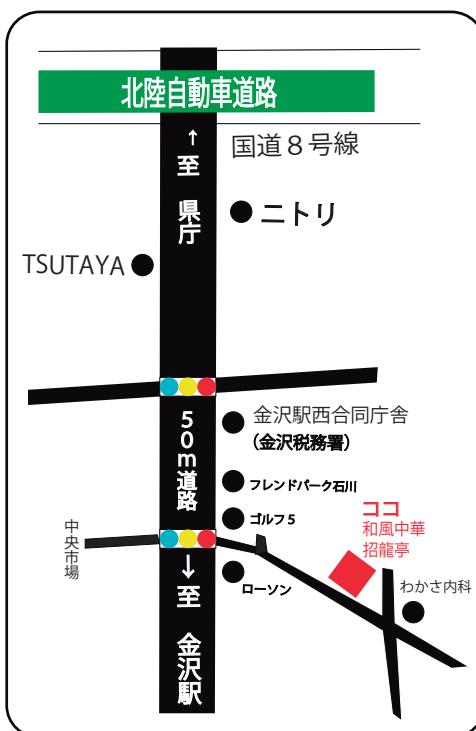 北陸自動車道路
国道８号線
↑至 県庁
ニトリ
TSUTAYA
50m道路
金沢駅西合同庁舎
(金沢税務署)
フレンドパーク石川
ゴルフ５
ココ
和風中華
招龍亭
中央市場
↓至 金沢駅
ローソン
わかさ内科